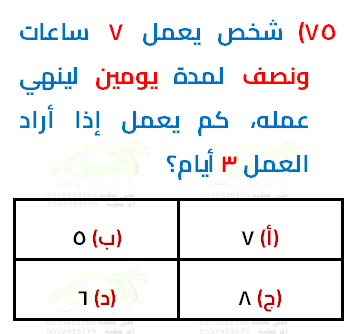 ٧٥) شخص يعمل ٧ ساعات
ونصف لمدة يومين لينهي
عمله، كم يعمل إذا أراد
العمل ٣ أيام؟
(أ) ٧ (ب) ٥
(ج) ٨ (د) ٦